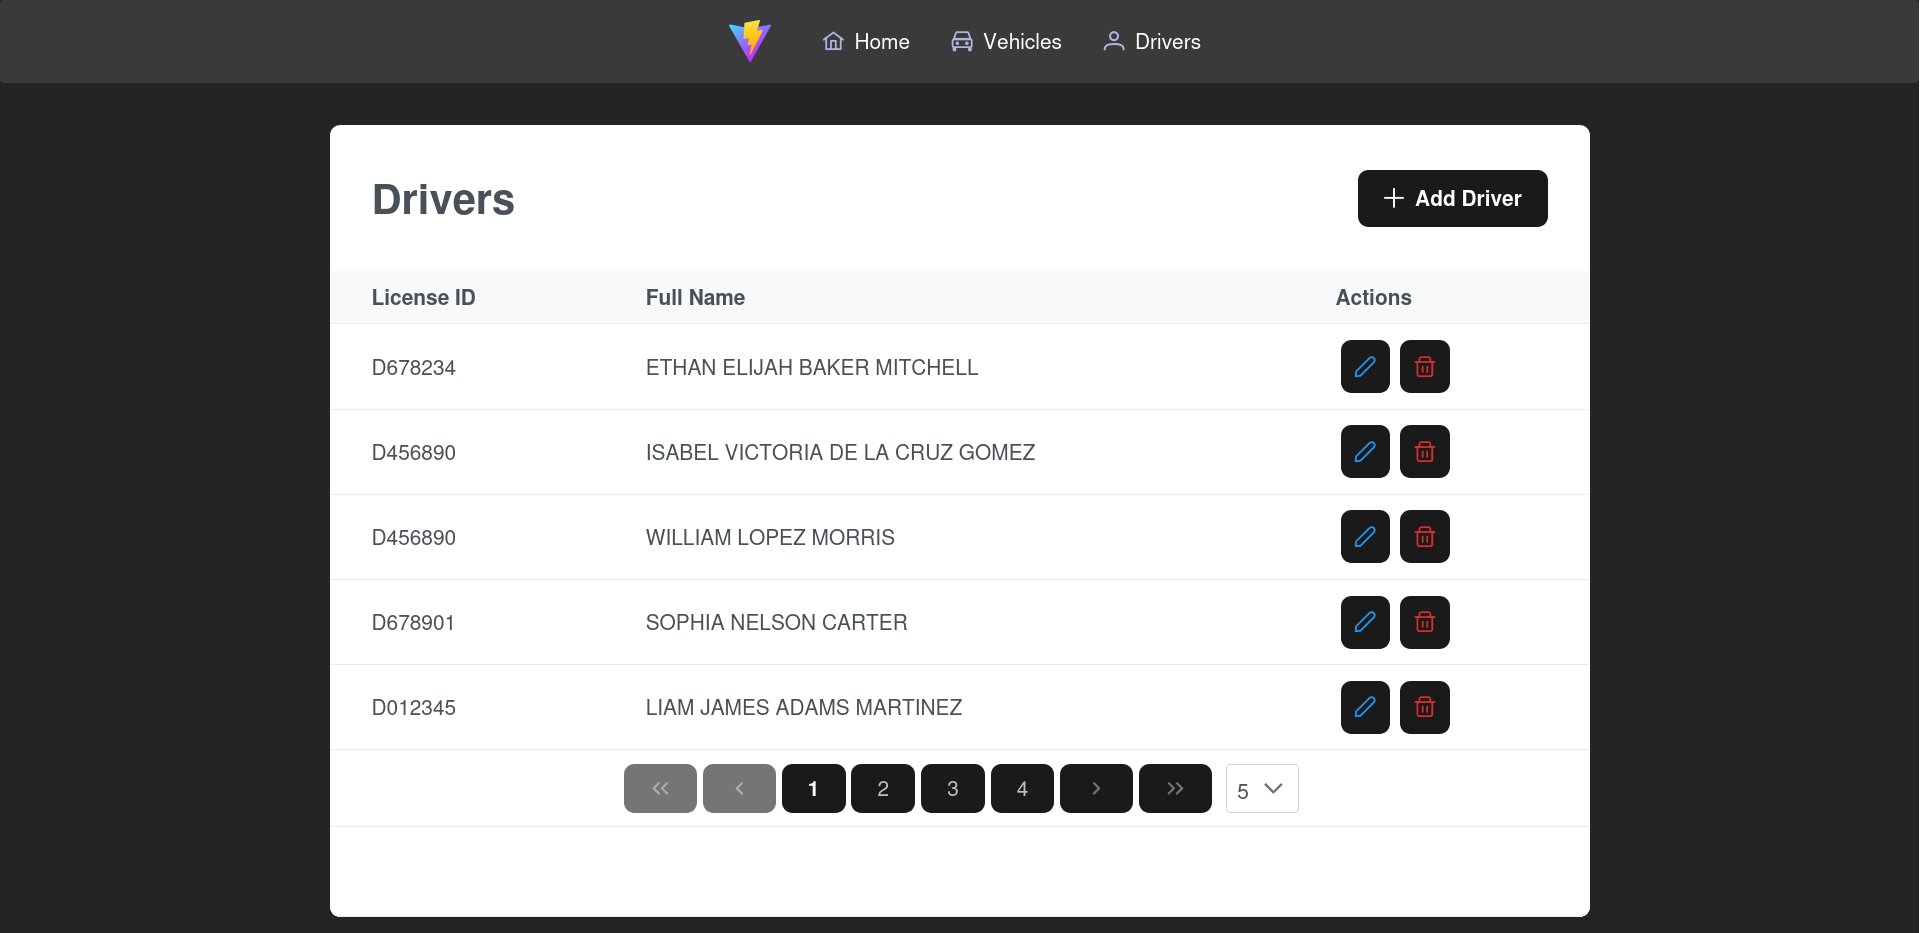 Home Vehicles Drivers
Drivers
Add Driver
License ID Full Name Actions
D678234 ETHAN ELIJAH BAKER MITCHELL
D456890 ISABEL VICTORIA DE LA CRUZ GOMEZ
D456890 WILLIAM LOPEZ MORRIS
D678901 SOPHIA NELSON CARTER
D012345 LIAM JAMES ADAMS MARTINEZ
1 2 3 4 5